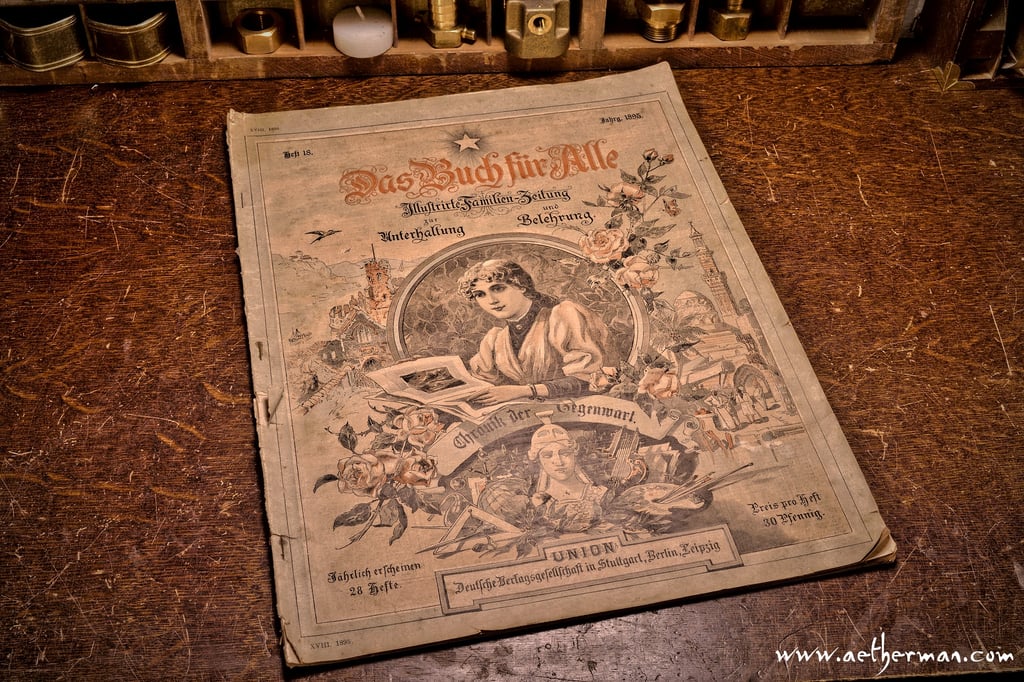 XVIII. 1895.
Heft 18.
Jahrg. 1895.
Das Buch für Alle
Illustrirte Familien-Zeitung
zur
und
Unterhaltung
Belehrung
Chronik der Gegenwart.
Preis pro Heft
30 Pfennig.
Jährlich erscheinen
28 Hefte.
UNION
Deutsche Verlagsgesellschaft in Stuttgart, Berlin, Leipzig
XVIII. 1895.
www.aetherman.com